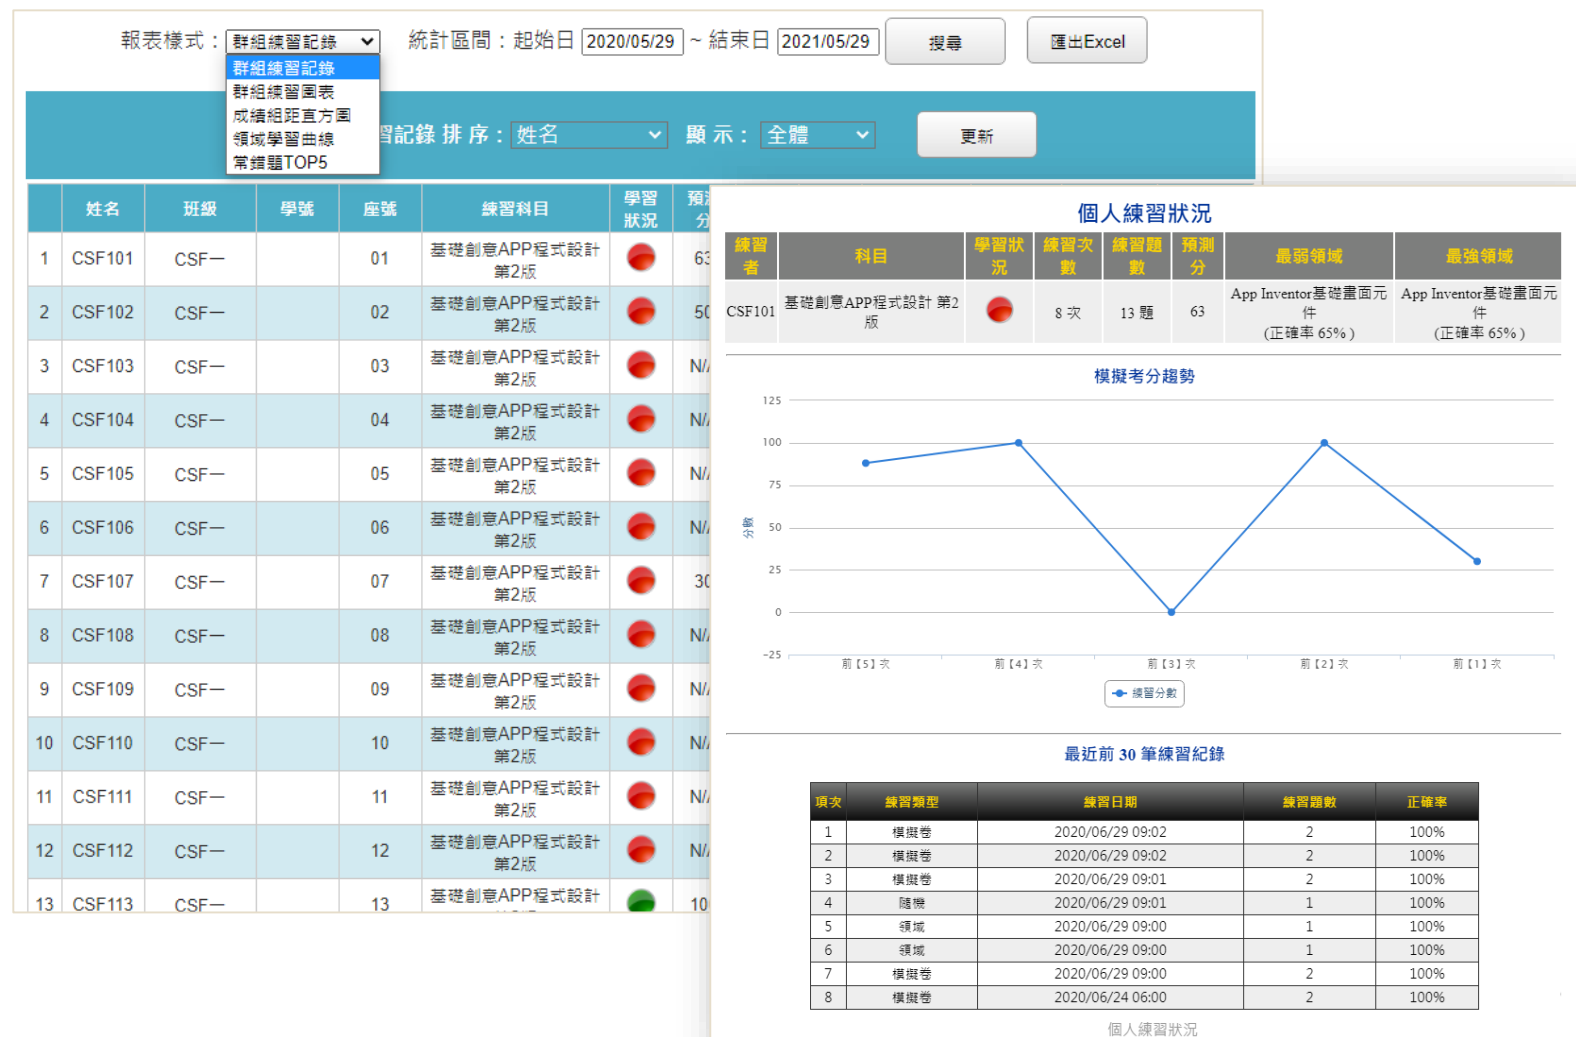 報表樣式： 群組練習記錄 統計區間：起始日 2020/05/29 ~ 結束日 2021/05/29 搜尋 匯出Excel
群組練習記錄
群組練習圖表
成績組距直方圖
領域學習曲線
常錯題TOP5
習記錄 排 序： 姓名 顯 示： 全體 更新
姓名 班級 學號 座號 練習科目 學習狀況 預測分
1 CSF101 CSF一 01 基礎創意APP程式設計 第2版 63
2 CSF102 CSF一 02 基礎創意APP程式設計 第2版 50
3 CSF103 CSF一 03 基礎創意APP程式設計 第2版 N/
4 CSF104 CSF一 04 基礎創意APP程式設計 第2版 N/
5 CSF105 CSF一 05 基礎創意APP程式設計 第2版 N/
6 CSF106 CSF一 06 基礎創意APP程式設計 第2版 N/
7 CSF107 CSF一 07 基礎創意APP程式設計 第2版 30
8 CSF108 CSF一 08 基礎創意APP程式設計 第2版 N/
9 CSF109 CSF一 09 基礎創意APP程式設計 第2版 N/
10 CSF110 CSF一 10 基礎創意APP程式設計 第2版 N/
11 CSF111 CSF一 11 基礎創意APP程式設計 第2版 N/
12 CSF112 CSF一 12 基礎創意APP程式設計 第2版 N/
13 CSF113 CSF一 13 基礎創意APP程式設計 10
個人練習狀況
練習者 科目 學習狀況 練習次數 練習題數 預測分 最弱領域 最強領域
CSF101 基礎創意APP程式設計 第2版 8 次 13 題 63 App Inventor基礎畫面元件 (正確率 65% ) App Inventor基礎畫面元件 (正確率 65% )
模擬考分趨勢
125
100
75
50
25
0
-25
分數
前【5】次 前【4】次 前【3】次 前【2】次 前【1】次
練習分數
最近前 30 筆練習紀錄
項次 練習類型 練習日期 練習題數 正確率
1 模擬卷 2020/06/29 09:02 2 100%
2 模擬卷 2020/06/29 09:02 2 100%
3 模擬卷 2020/06/29 09:01 2 100%
4 隨機 2020/06/29 09:01 1 100%
5 領域 2020/06/29 09:00 1 100%
6 領域 2020/06/29 09:00 1 100%
7 模擬卷 2020/06/29 09:00 2 100%
8 模擬卷 2020/06/24 06:00 2 100%
個人練習狀況